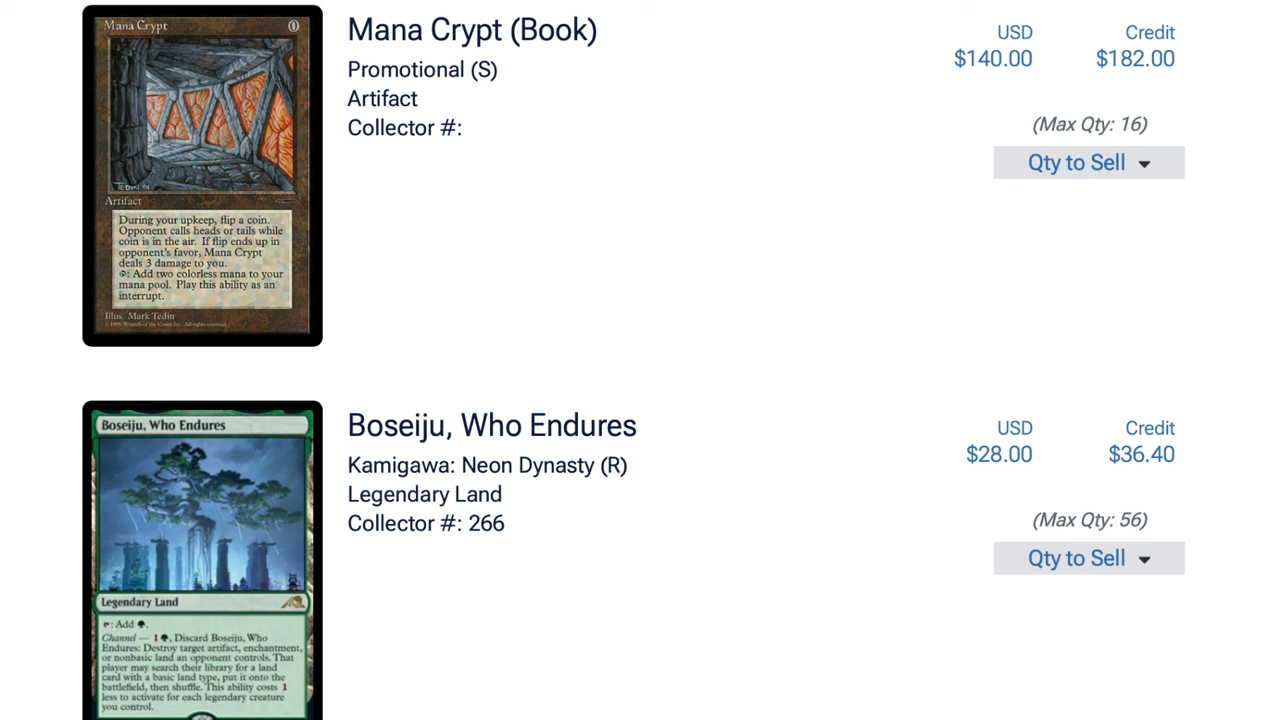 Mana Crypt 0
Artifact
During your upkeep, flip a coin.
Opponent calls heads or tails while
coin is in the air. If flip ends up in
opponent's favor, Mana Crypt
deals 3 damage to you.
: Add two colorless mana to your
mana pool. Play this ability as an
interrupt.
Illus. Mark Tedin
Mana Crypt (Book)
Promotional (S)
Artifact
Collector #:
USD Credit
$140.00 $182.00
(Max Qty: 16)
Qty to Sell
Boseiju, Who Endures
Legendary Land
: Add .
Channel — 1, Discard Boseiju, Who
Endures: Destroy target artifact, enchantment,
or nonbasic land an opponent controls. That
player may search their library for a land
card with a basic land type, put it onto the
battlefield, then shuffle. This ability costs 1
less to activate for each legendary creature
you control.
Boseiju, Who Endures
Kamigawa: Neon Dynasty (R)
Legendary Land
Collector #: 266
USD Credit
$28.00 $36.40
(Max Qty: 56)
Qty to Sell